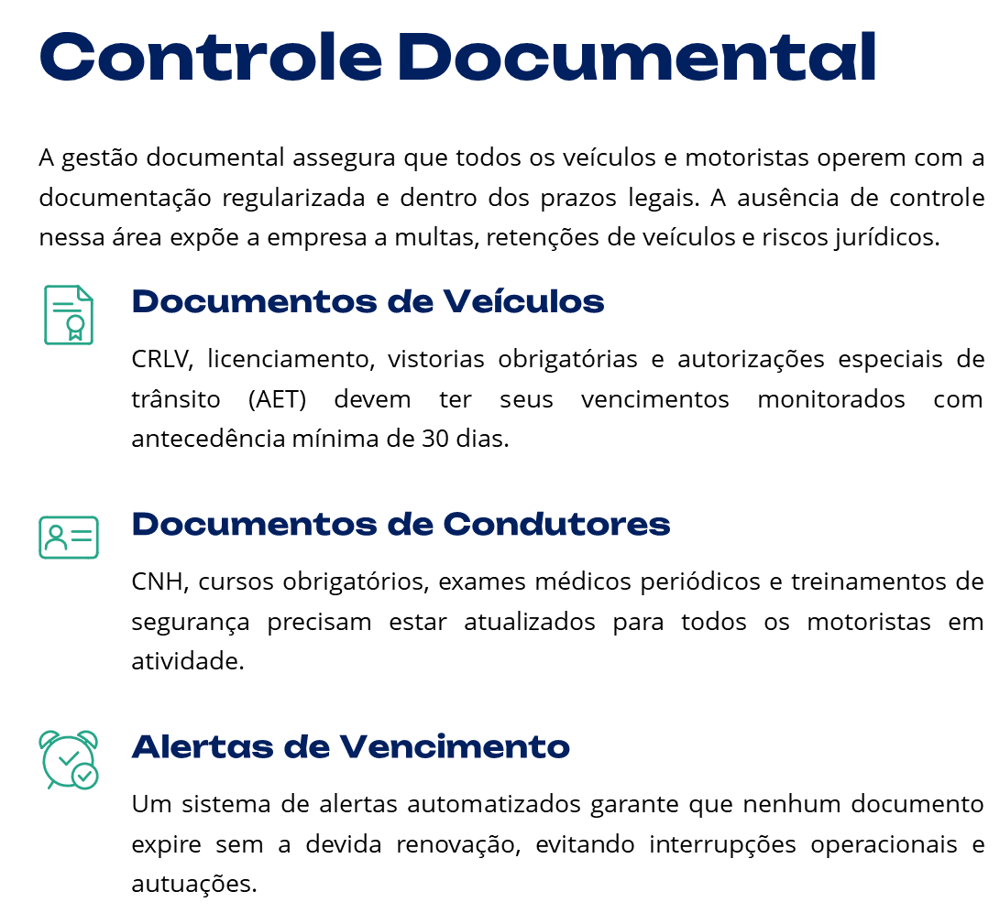 Controle Documental
A gestão documental assegura que todos os veículos e motoristas operem com a
documentação regularizada e dentro dos prazos legais. A ausência de controle
nessa área expõe a empresa a multas, retenções de veículos e riscos jurídicos.
Documentos de Veículos
CRLV, licenciamento, vistorias obrigatórias e autorizações especiais de
trânsito (AET) devem ter seus vencimentos monitorados com
antecedência mínima de 30 dias.
Documentos de Condutores
CNH, cursos obrigatórios, exames médicos periódicos e treinamentos de
segurança precisam estar atualizados para todos os motoristas em
atividade.
Alertas de Vencimento
Um sistema de alertas automatizados garante que nenhum documento
expire sem a devida renovação, evitando interrupções operacionais e
autuações.